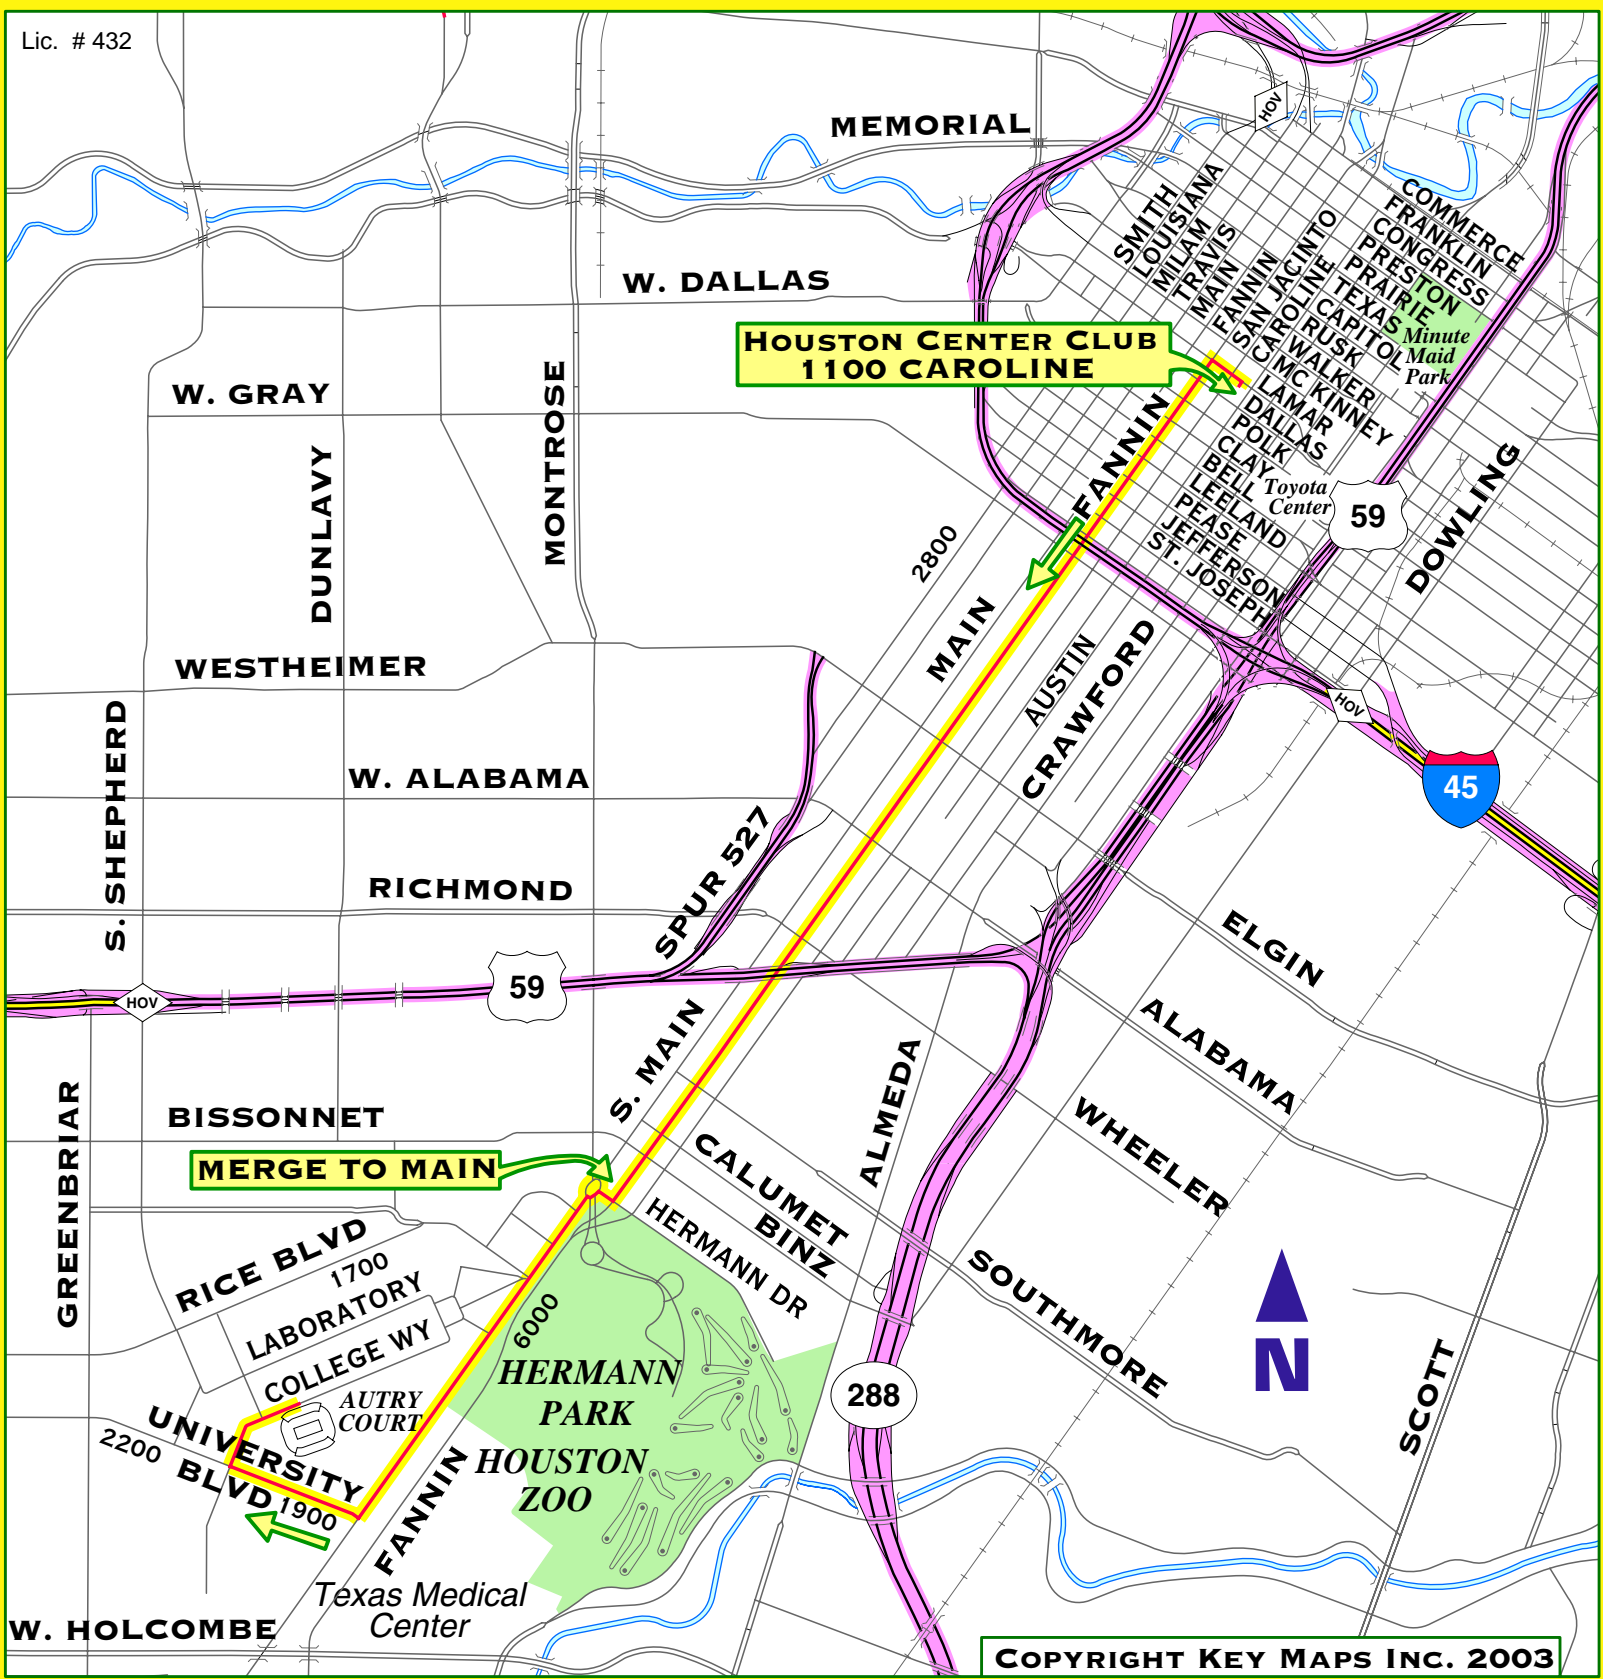 Lic. # 432
MEMORIAL
HOV
COMMERCE
FRANKLIN
CONGRESS
PRESTON
PRAIRIE
TEXAS
CAPITOL
RUSK
WALKER
MC KINNEY
LAMAR
DALLAS
POLK
CLAY
BELL
LEELAND
PEASE
JEFFERSON
ST. JOSEPH
SMITH
LOUISIANA
MILAM
TRAVIS
MAIN
FANNIN
SAN JACINTO
CAROLINE
Minute
Maid
Park
W. DALLAS
HOUSTON CENTER CLUB
1100 CAROLINE
W. GRAY
MONTROSE
DUNLAVY
FANNIN
Toyota
Center
59
DOWLING
2800
MAIN
AUSTIN
CRAWFORD
WESTHEIMER
HOV
45
S. SHEPHERD
W. ALABAMA
SPUR 527
RICHMOND
ELGIN
59
HOV
ALABAMA
S. MAIN
ALMEDA
WHEELER
GREENBRIAR
BISSONNET
MERGE TO MAIN
CALUMET
BINZ
HERMANN DR
RICE BLVD
1700
LABORATORY
COLLEGE WY
6000
SOUTHMORE
N
HERMANN
PARK
HOUSTON
ZOO
288
SCOTT
AUTRY
COURT
UNIVERSITY
BLVD
2200
1900
FANNIN
Texas Medical
Center
W. HOLCOMBE
COPYRIGHT KEY MAPS INC. 2003